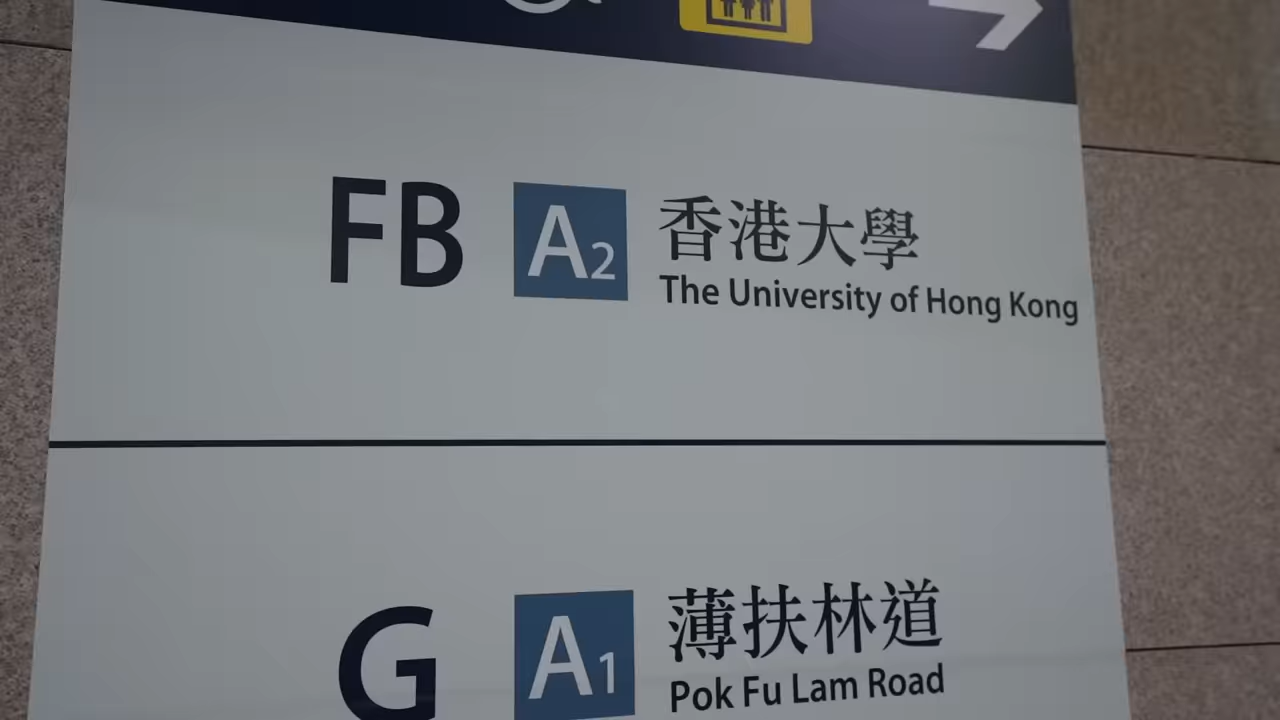 FB A2 香港大學
The University of Hong Kong
G A1 薄扶林道
Pok Fu Lam Road